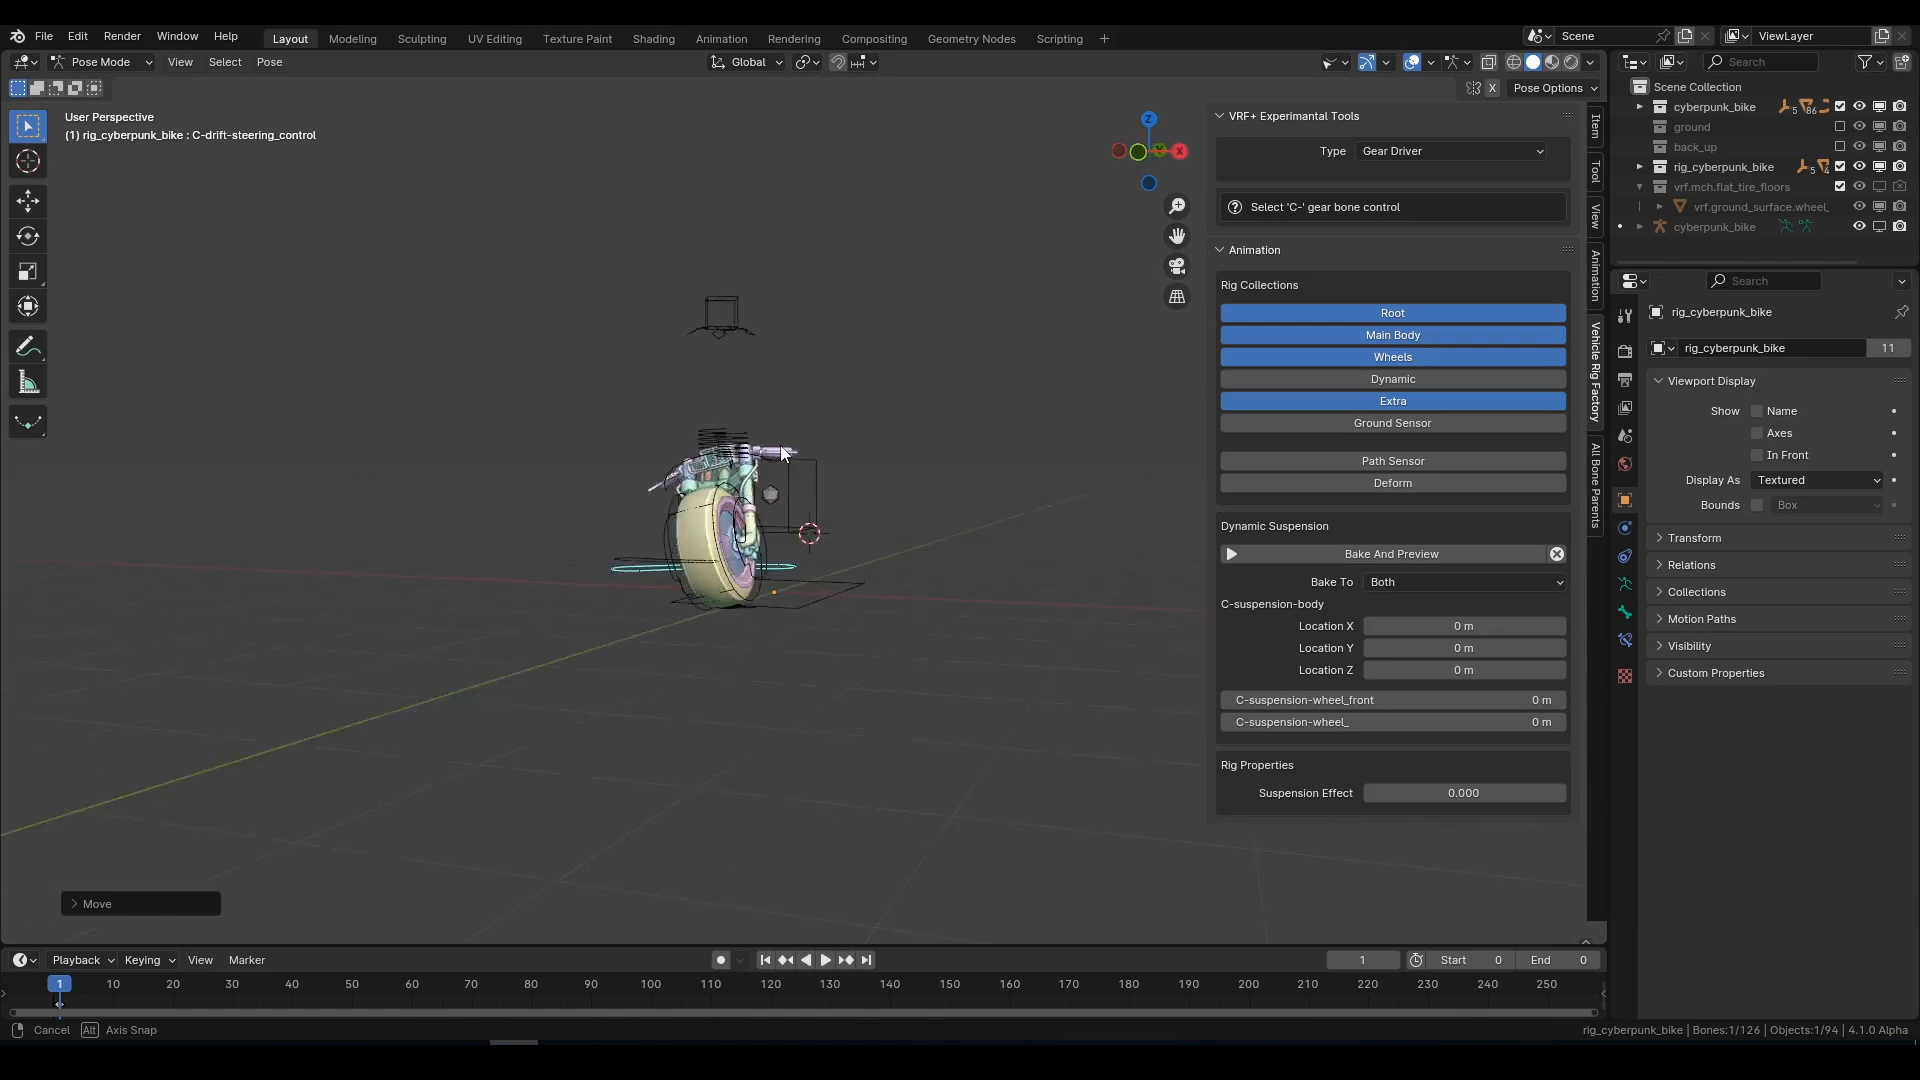 File Edit Render Window Help Layout Modeling Sculpting UV Editing Texture Paint Shading Animation Rendering Compositing Geometry Nodes Scripting + Scene ViewLayer
Pose Mode View Select Pose Global Search
X Pose Options
User Perspective
(1) rig_cyberpunk_bike : C-drift-steering_control
Z
X
Move
VRF+ Experimental Tools
Type Gear Driver
Select 'C-' gear bone control
Animation
Rig Collections
Root
Main Body
Wheels
Dynamic
Extra
Ground Sensor
Path Sensor
Deform
Dynamic Suspension
Bake And Preview
Bake To Both
C-suspension-body
Location X 0 m
Location Y 0 m
Location Z 0 m
C-suspension-wheel_front 0 m
C-suspension-wheel_ 0 m
Rig Properties
Suspension Effect 0.000
Item
Tool
View
Animation
Vehicle Rig Factory
All Bone Parents
Scene Collection
cyberpunk_bike 5 86
ground
back_up
rig_cyberpunk_bike 5 4
vrf.mch.flat_tire_floors
vrf.ground_surface.wheel_
cyberpunk_bike
Search
rig_cyberpunk_bike
rig_cyberpunk_bike 11
Viewport Display
Show Name
Axes
In Front
Display As Textured
Bounds Box
Transform
Relations
Collections
Motion Paths
Visibility
Custom Properties
Playback Keying View Marker 1 Start 0 End 0
1 10 20 30 40 50 60 70 80 90 100 110 120 130 140 150 160 170 180 190 200 210 220 230 240 250
Cancel Alt Axis Snap rig_cyberpunk_bike | Bones:1/126 | Objects:1/94 | 4.1.0 Alpha